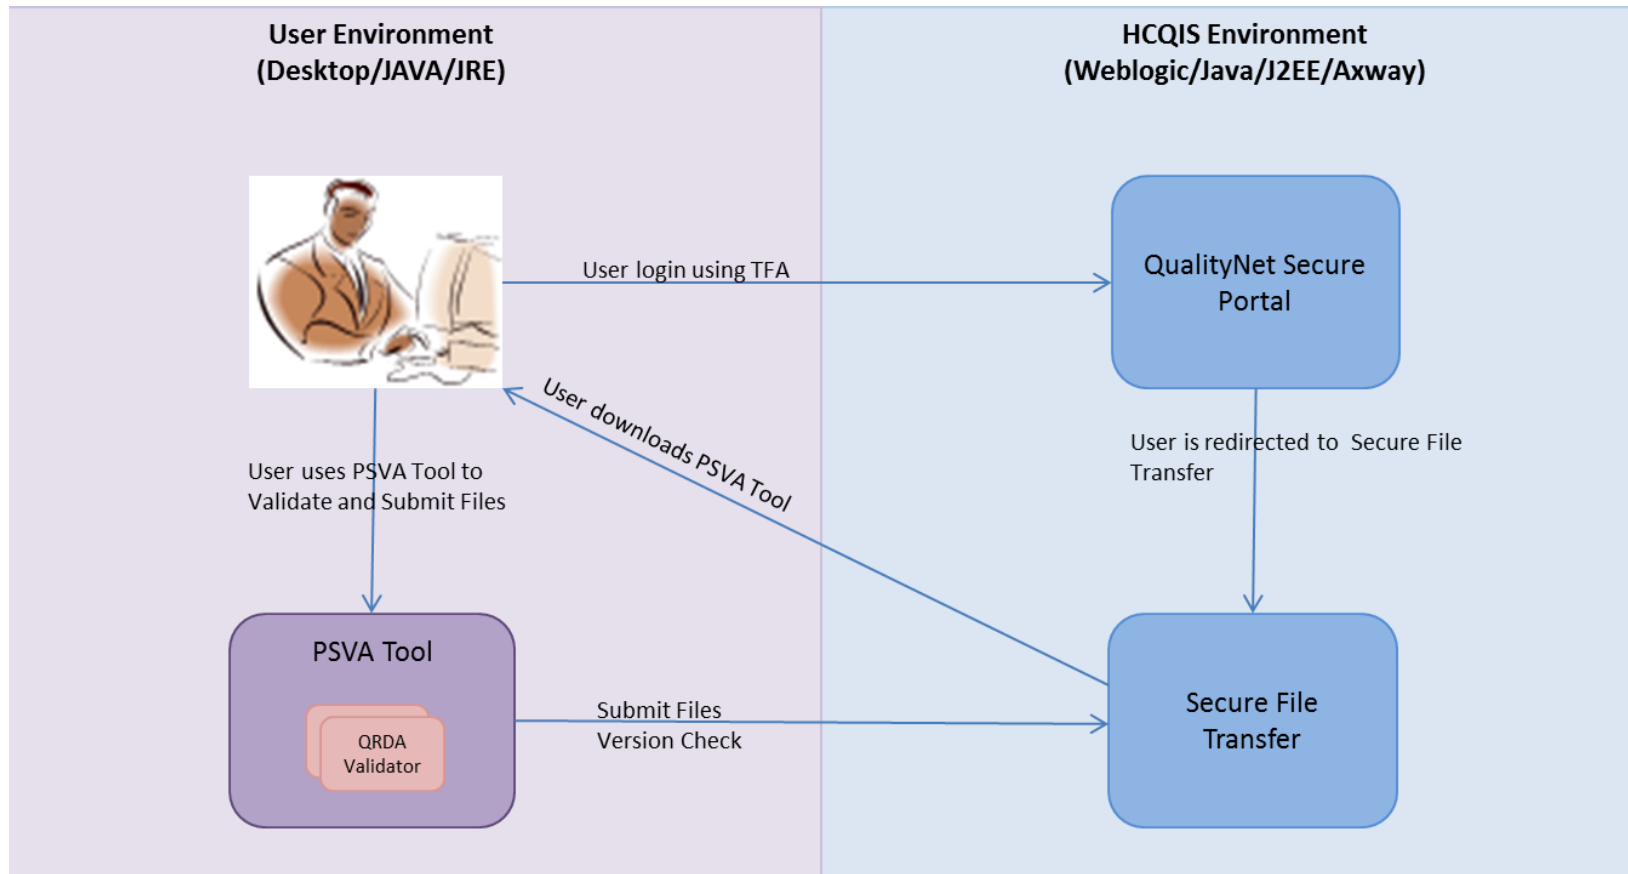 User Environment
(Desktop/JAVA/JRE)
HCQIS Environment
(Weblogic/Java/J2EE/Axway)
User login using TFA
QualityNet Secure
Portal
User downloads PSVA Tool
User is redirected to  Secure File
Transfer
User uses PSVA Tool to
Validate and Submit Files
PSVA Tool
QRDA
Validator
Submit Files
Version Check
Secure File
Transfer